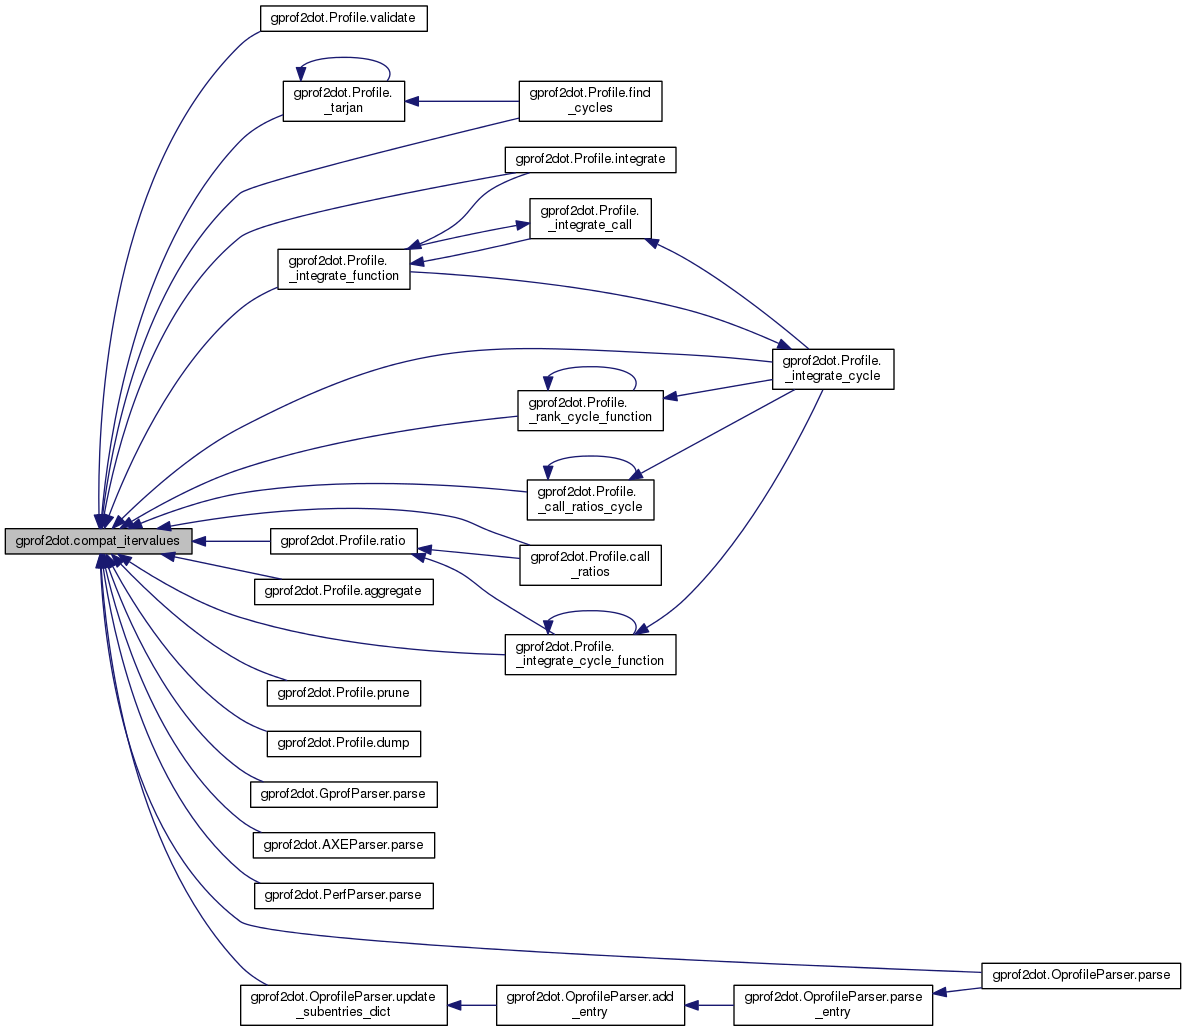 gprof2dot.Profile.validate
gprof2dot.Profile.
_tarjan
gprof2dot.Profile.find
_cycles
gprof2dot.Profile.integrate
gprof2dot.Profile.
_integrate_call
gprof2dot.Profile.
_integrate_function
gprof2dot.Profile.
_integrate_cycle
gprof2dot.Profile.
_rank_cycle_function
gprof2dot.Profile.
_call_ratios_cycle
gprof2dot.compat_itervalues
gprof2dot.Profile.ratio
gprof2dot.Profile.call
_ratios
gprof2dot.Profile.aggregate
gprof2dot.Profile.
_integrate_cycle_function
gprof2dot.Profile.prune
gprof2dot.Profile.dump
gprof2dot.GprofParser.parse
gprof2dot.AXEParser.parse
gprof2dot.PerfParser.parse
gprof2dot.OprofileParser.parse
gprof2dot.OprofileParser.update
_subentries_dict
gprof2dot.OprofileParser.add
_entry
gprof2dot.OprofileParser.parse
_entry